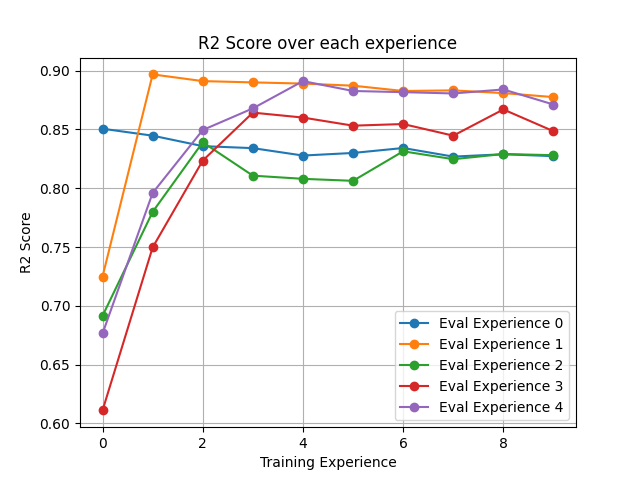 R2 Score over each experience
R2 Score
0.90
0.85
0.80
0.75
0.70
0.65
0.60
0
2
4
6
8
Training Experience
Eval Experience 0
Eval Experience 1
Eval Experience 2
Eval Experience 3
Eval Experience 4